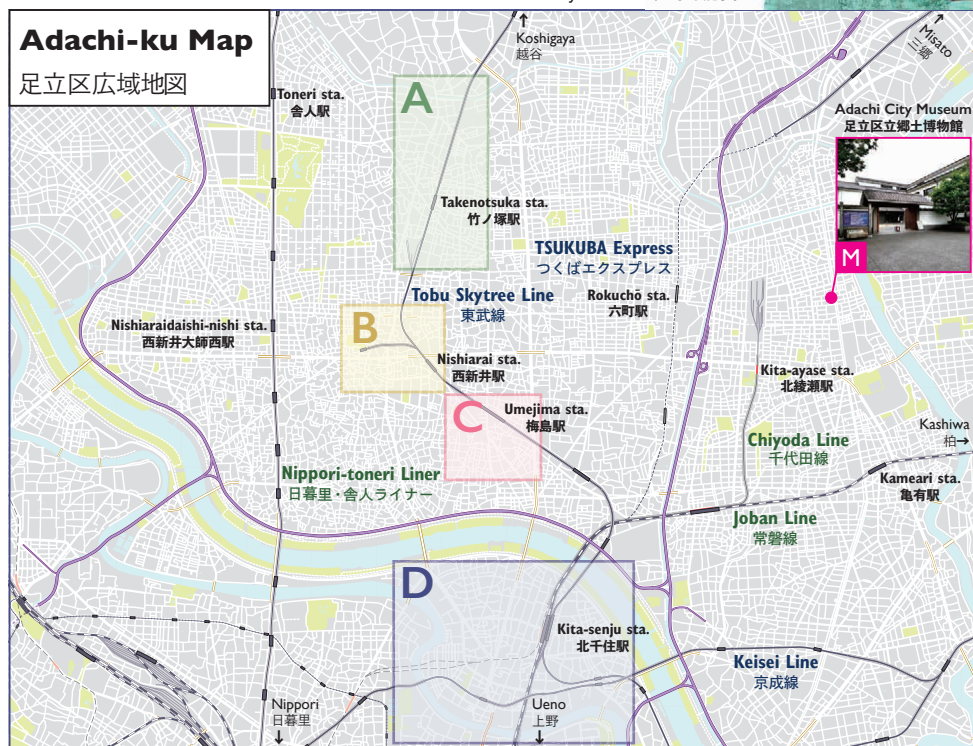 Adachi-ku Map
足立区広域地図
Koshigaya
越谷
Misato
三郷
Toneri sta.
舎人駅
A
Adachi City Museum
足立区立郷土博物館
M
Takenotsuka sta.
竹ノ塚駅
TSUKUBA Express
つくばエクスプレス
Tobu Skytree Line
東武線
Rokuchō sta.
六町駅
B
Nishiaraidaishi-nishi sta.
西新井大師西駅
Nishiarai sta.
西新井駅
Kita-ayase sta.
北綾瀬駅
C
Umejima sta.
梅島駅
Kashiwa
柏→
Chiyoda Line
千代田線
Nippori-toneri Liner
日暮里・舎人ライナー
Kameari sta.
亀有駅
Joban Line
常磐線
D
Kita-senju sta.
北千住駅
Keisei Line
京成線
Nippori
日暮里
Ueno
上野